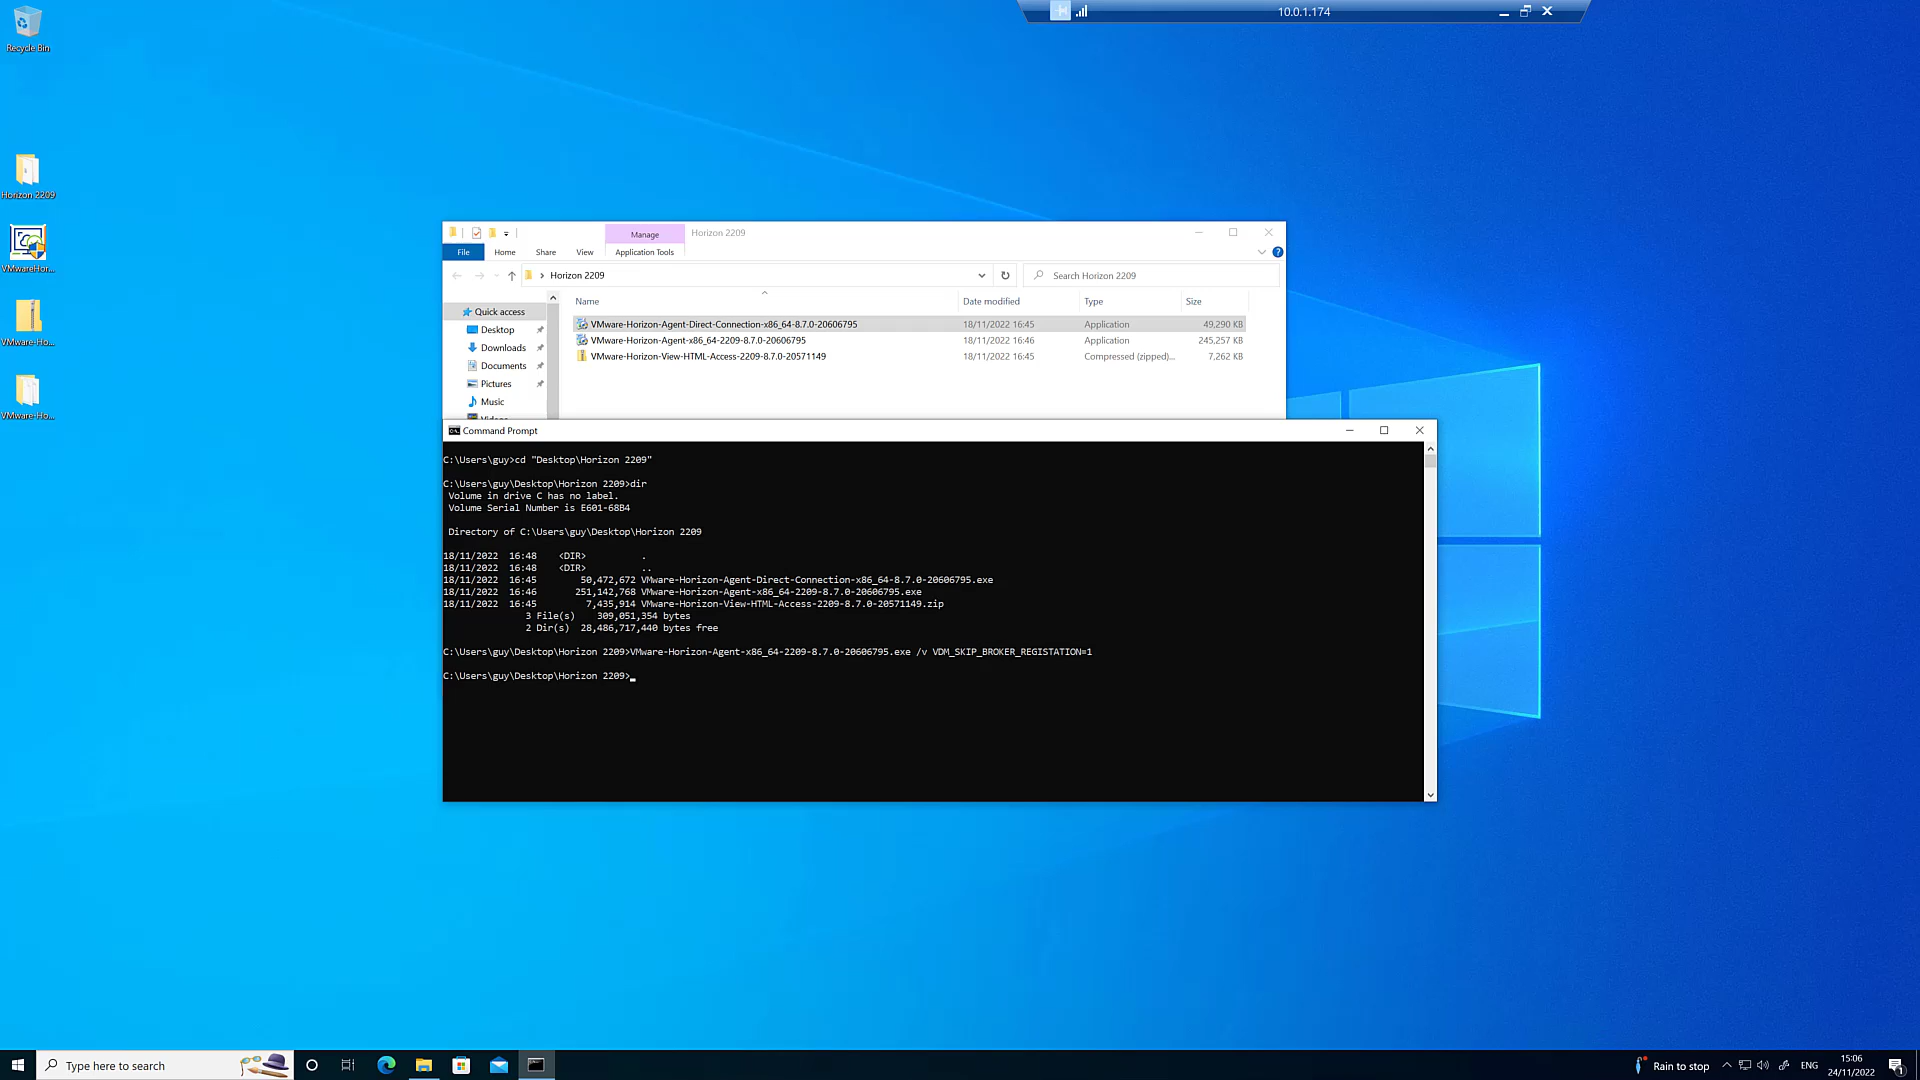 10.0.1.174
Recycle Bin
Horizon 2209
VMwareHor...
VMware-Ho...
VMware-Ho...
Manage
Horizon 2209
File
Home
Share
View
Application Tools
Horizon 2209
Search Horizon 2209
Name
Date modified
Type
Size
Quick access
Desktop
Downloads
Documents
Pictures
Music
VMware-Horizon-Agent-Direct-Connection-x86_64-8.7.0-20606795 18/11/2022 16:45 Application 49,290 KB
VMware-Horizon-Agent-x86_64-2209-8.7.0-20606795 18/11/2022 16:46 Application 245,257 KB
VMware-Horizon-View-HTML-Access-2209-8.7.0-20571149 18/11/2022 16:45 Compressed (zipped)... 7,262 KB
Command Prompt
C:\Users\guy>cd "Desktop\Horizon 2209"
C:\Users\guy\Desktop\Horizon 2209>dir
Volume in drive C has no label.
Volume Serial Number is E601-68B4
Directory of C:\Users\guy\Desktop\Horizon 2209
18/11/2022 16:48 <DIR> .
18/11/2022 16:48 <DIR> ..
18/11/2022 16:45 50,472,672 VMware-Horizon-Agent-Direct-Connection-x86_64-8.7.0-20606795.exe
18/11/2022 16:46 251,142,768 VMware-Horizon-Agent-x86_64-2209-8.7.0-20606795.exe
18/11/2022 16:45 7,435,914 VMware-Horizon-View-HTML-Access-2209-8.7.0-20571149.zip
3 File(s) 309,051,354 bytes
2 Dir(s) 28,486,717,440 bytes free
C:\Users\guy\Desktop\Horizon 2209>VMware-Horizon-Agent-x86_64-2209-8.7.0-20606795.exe /v VDM_SKIP_BROKER_REGISTATION=1
C:\Users\guy\Desktop\Horizon 2209>
Type here to search
Rain to stop
ENG
15:06
24/11/2022
1